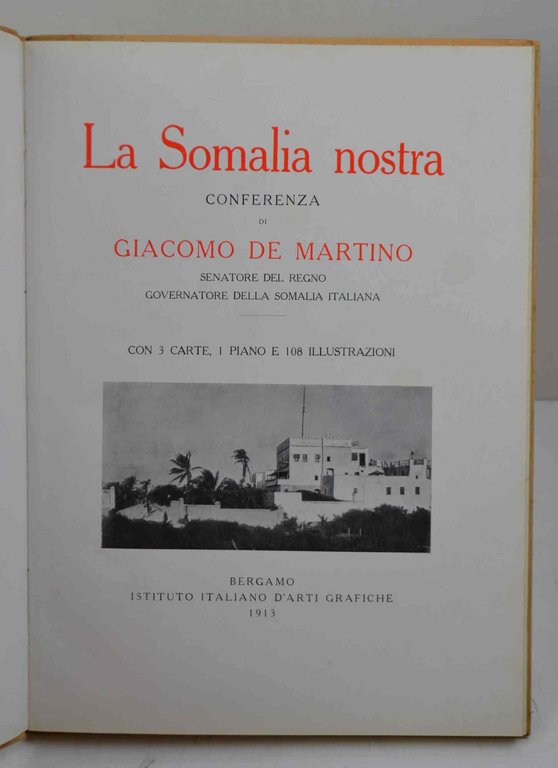 La Somalia nostra
CONFERENZA
DI
GIACOMO DE MARTINO
SENATORE DEL REGNO
GOVERNATORE DELLA SOMALIA ITALIANA
CON 3 CARTE, 1 PIANO E 108 ILLUSTRAZIONI
BERGAMO
ISTITUTO ITALIANO D'ARTI GRAFICHE
1913